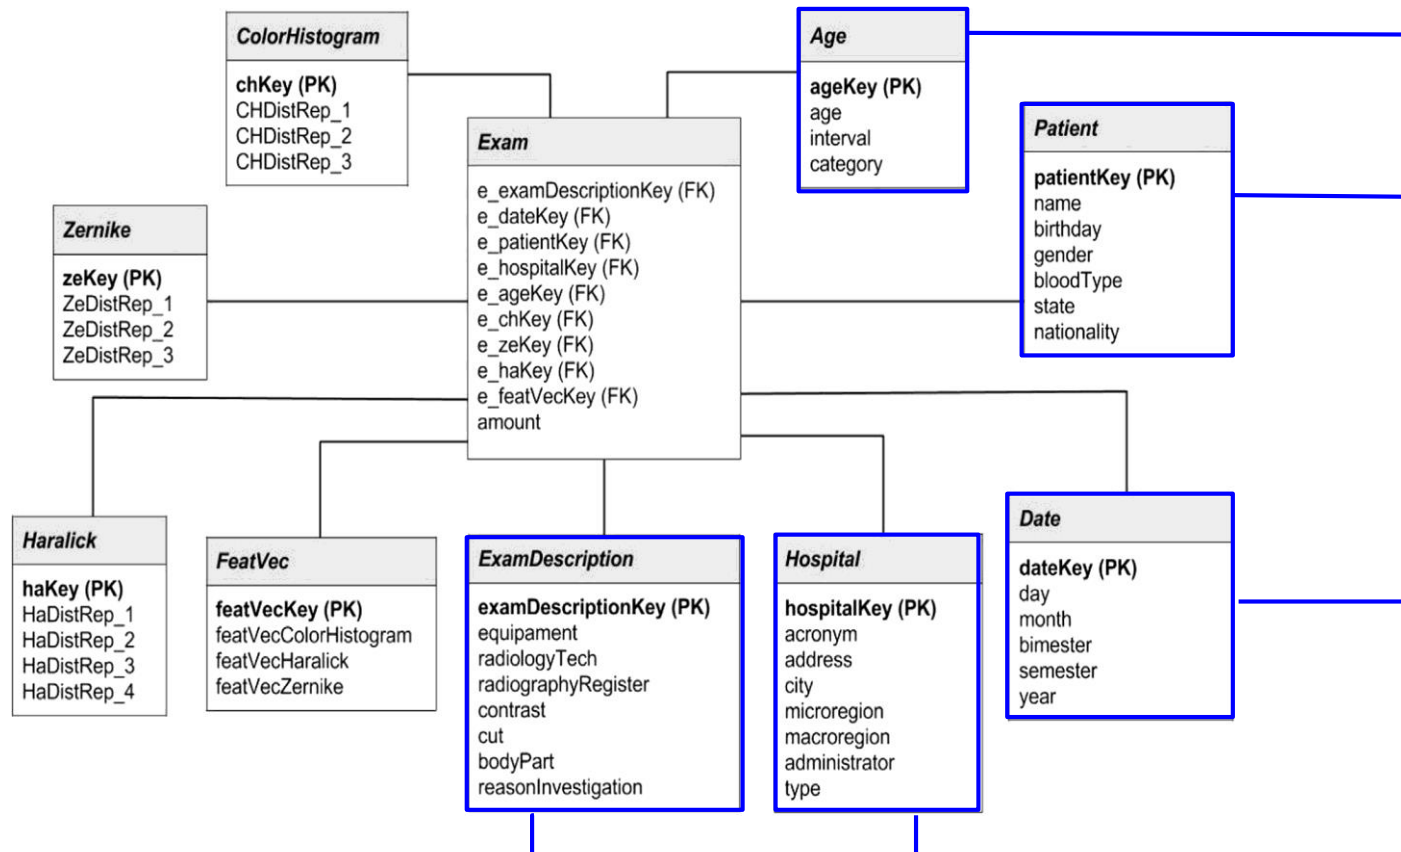 ColorHistogram
chKey (PK)
CHDistRep_1
CHDistRep_2
CHDistRep_3
Age
ageKey (PK)
age
interval
category
Exam
e_examDescriptionKey (FK)
e_dateKey (FK)
e_patientKey (FK)
e_hospitalKey (FK)
e_ageKey (FK)
e_chKey (FK)
e_zeKey (FK)
e_haKey (FK)
e_featVecKey (FK)
amount
Patient
patientKey (PK)
name
birthday
gender
bloodType
state
nationality
Zernike
zeKey (PK)
ZeDistRep_1
ZeDistRep_2
ZeDistRep_3
Haralick
haKey (PK)
HaDistRep_1
HaDistRep_2
HaDistRep_3
HaDistRep_4
FeatVec
featVecKey (PK)
featVecColorHistogram
featVecHaralick
featVecZernike
ExamDescription
examDescriptionKey (PK)
equipament
radiologyTech
radiographyRegister
contrast
cut
bodyPart
reasonInvestigation
Hospital
hospitalKey (PK)
acronym
address
city
microregion
macroregion
administrator
type
Date
dateKey (PK)
day
month
bimester
semester
year